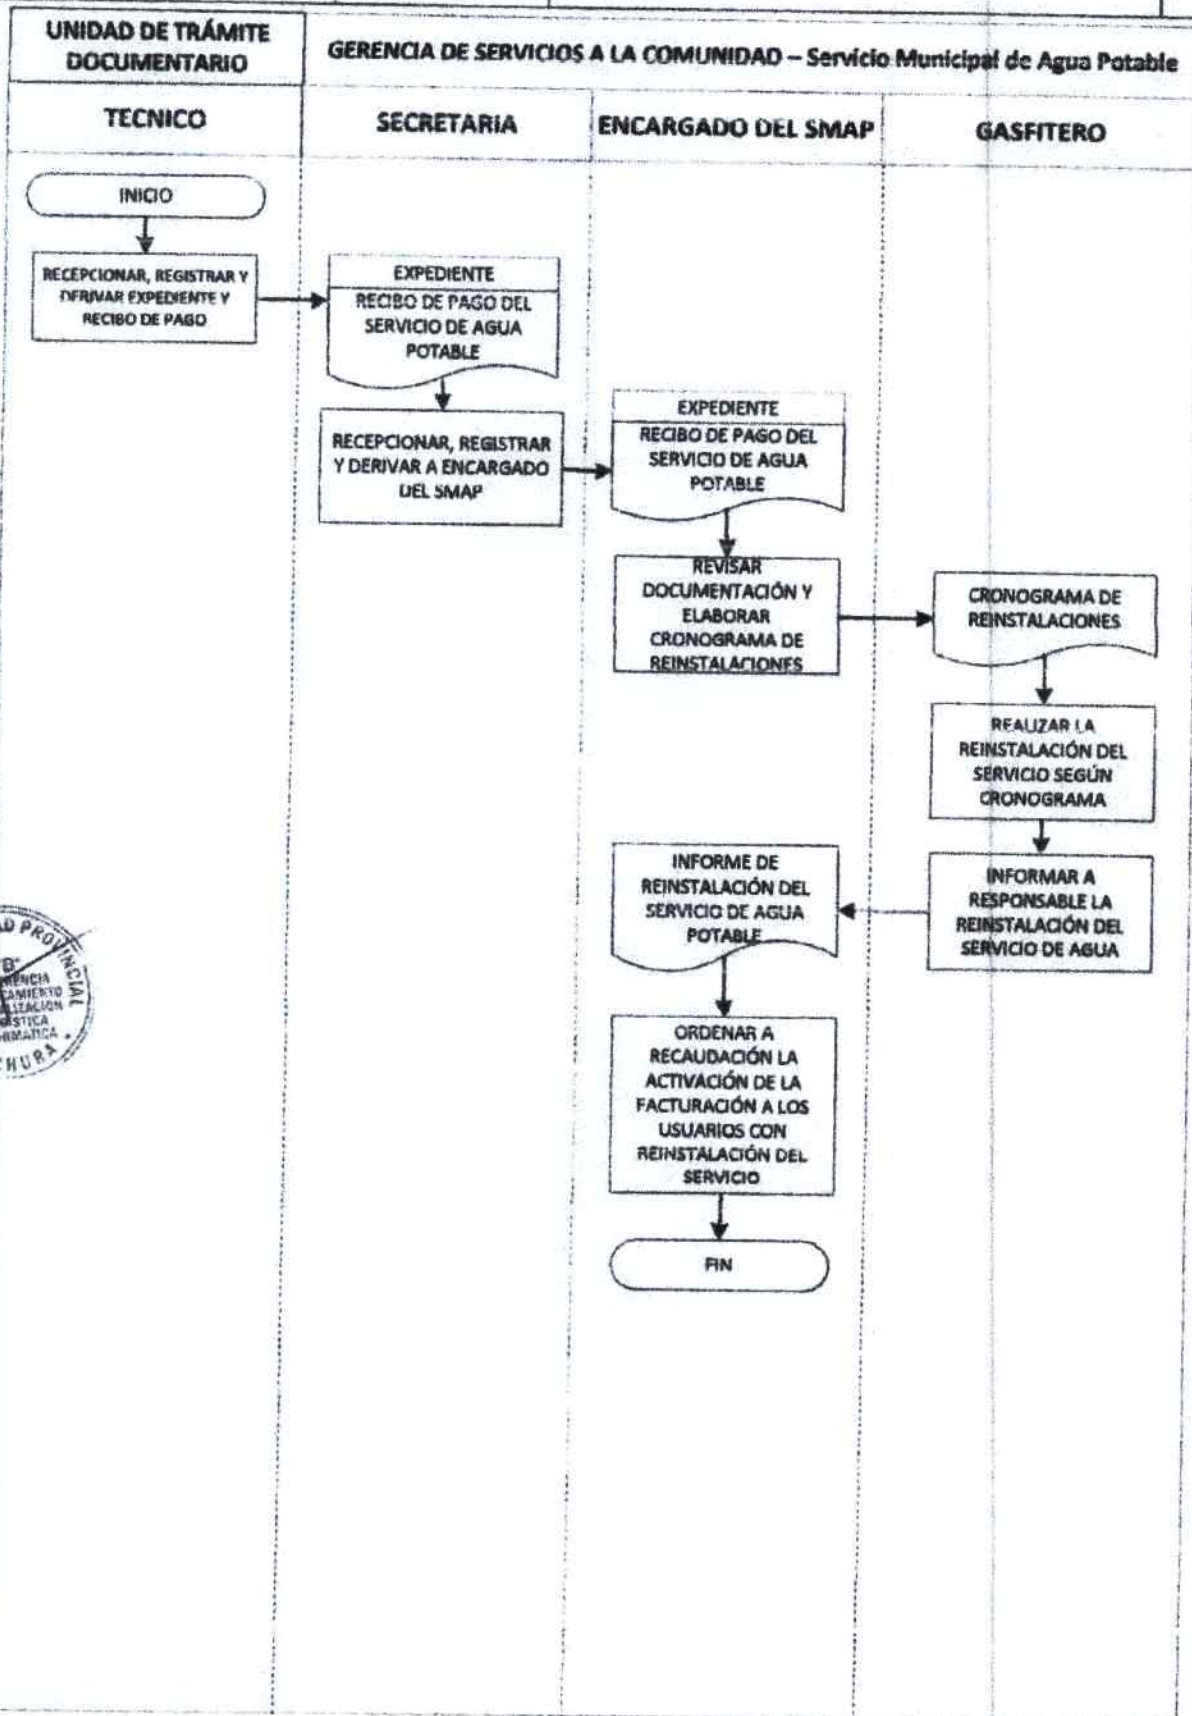 UNIDAD DE TRÁMITE
DOCUMENTARIO
GERENCIA DE SERVICIOS A LA COMUNIDAD – Servicio Municipal de Agua Potable
TECNICO
SECRETARIA
ENCARGADO DEL SMAP
GASFITERO
INICIO
RECEPCIONAR, REGISTRAR Y
DERIVAR EXPEDIENTE Y
RECIBO DE PAGO
EXPEDIENTE
RECIBO DE PAGO DEL
SERVICIO DE AGUA
POTABLE
RECEPCIONAR, REGISTRAR
Y DERIVAR A ENCARGADO
DEL SMAP
EXPEDIENTE
RECIBO DE PAGO DEL
SERVICIO DE AGUA
POTABLE
REVISAR
DOCUMENTACIÓN Y
ELABORAR
CRONOGRAMA DE
REINSTALACIONES
CRONOGRAMA DE
REINSTALACIONES
REALIZAR LA
REINSTALACIÓN DEL
SERVICIO SEGÚN
CRONOGRAMA
INFORMAR A
RESPONSABLE LA
REINSTALACIÓN DEL
SERVICIO DE AGUA
INFORME DE
REINSTALACIÓN DEL
SERVICIO DE AGUA
POTABLE
ORDENAR A
RECAUDACIÓN LA
ACTIVACIÓN DE LA
FACTURACIÓN A LOS
USUARIOS CON
REINSTALACIÓN DEL
SERVICIO
FIN
PROVINCIAL